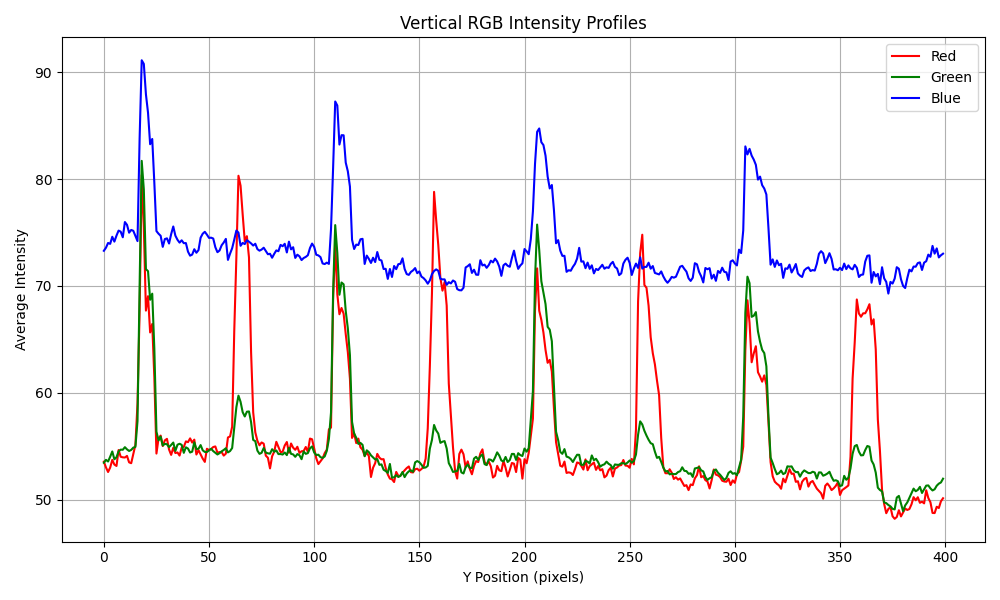 Vertical RGB Intensity Profiles
Red
Green
Blue
Average Intensity
90
80
70
60
50
0 50 100 150 200 250 300 350 400
Y Position (pixels)